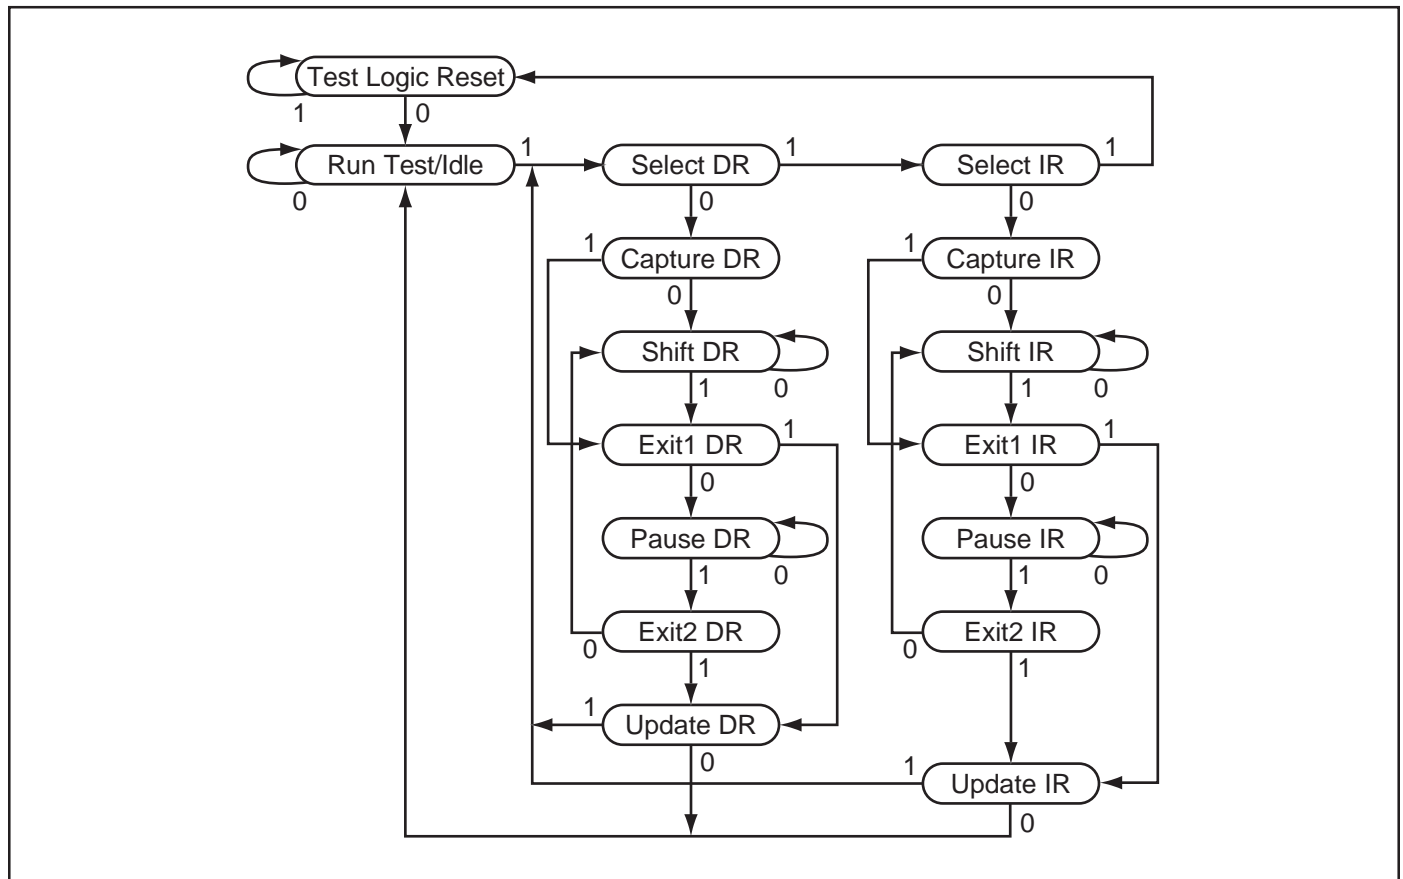 Test Logic Reset
1
0
Run Test/Idle
1
0
Select DR
1
Select IR
1
0
0
1
Capture DR
0
1
Capture IR
0
Shift DR
0
1
Shift IR
0
1
Exit1 DR
1
0
Exit1 IR
1
0
Pause DR
0
1
Pause IR
0
1
Exit2 DR
0
1
Exit2 IR
0
1
1
Update DR
0
1
Update IR
0